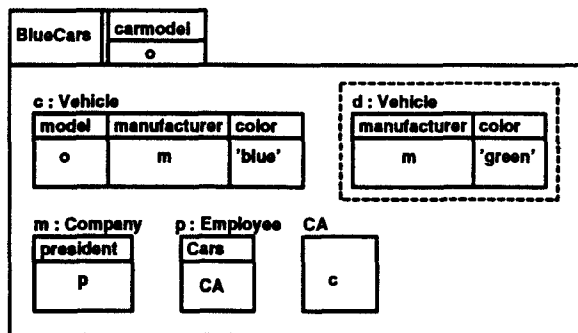 BlueCars carmodel
o
c : Vehicle
model manufacturer color
o m 'blue'
d : Vehicle
manufacturer color
m 'green'
m : Company
president
p
p : Employee
Cars
CA
CA
c